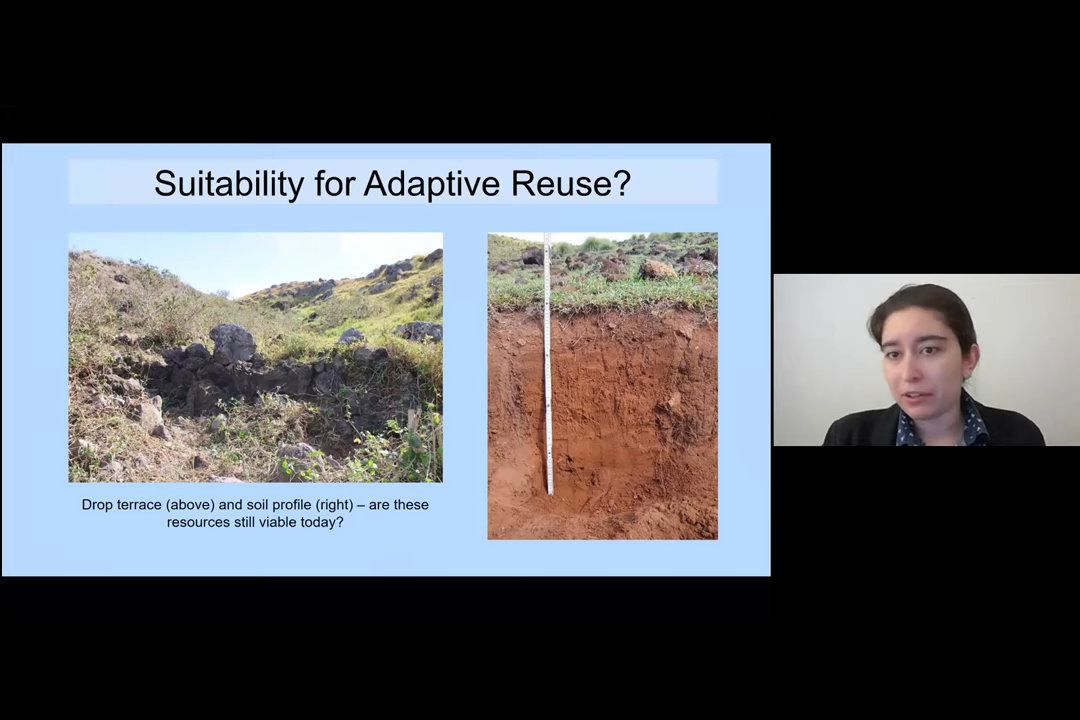 Suitability for Adaptive Reuse?
Drop terrace (above) and soil profile (right) – are these
resources still viable today?